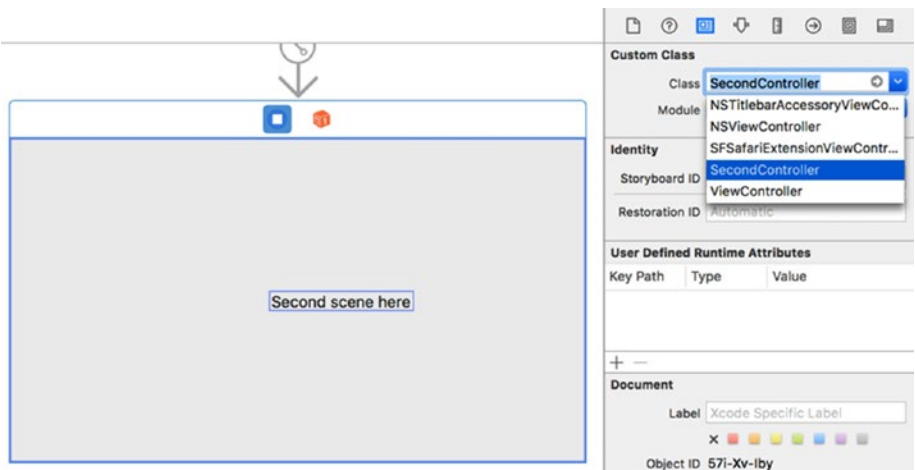 Custom Class
Class SecondController
NSTitlebarAccessoryViewCo...
Module
NSViewController
SFSafariExtensionViewContr...
Identity
SecondController
Storyboard ID
ViewController
Restoration ID Automatic
User Defined Runtime Attributes
Key Path Type Value
Second scene here
Document
Label Xcode Specific Label
Object ID 57i-Xv-Iby